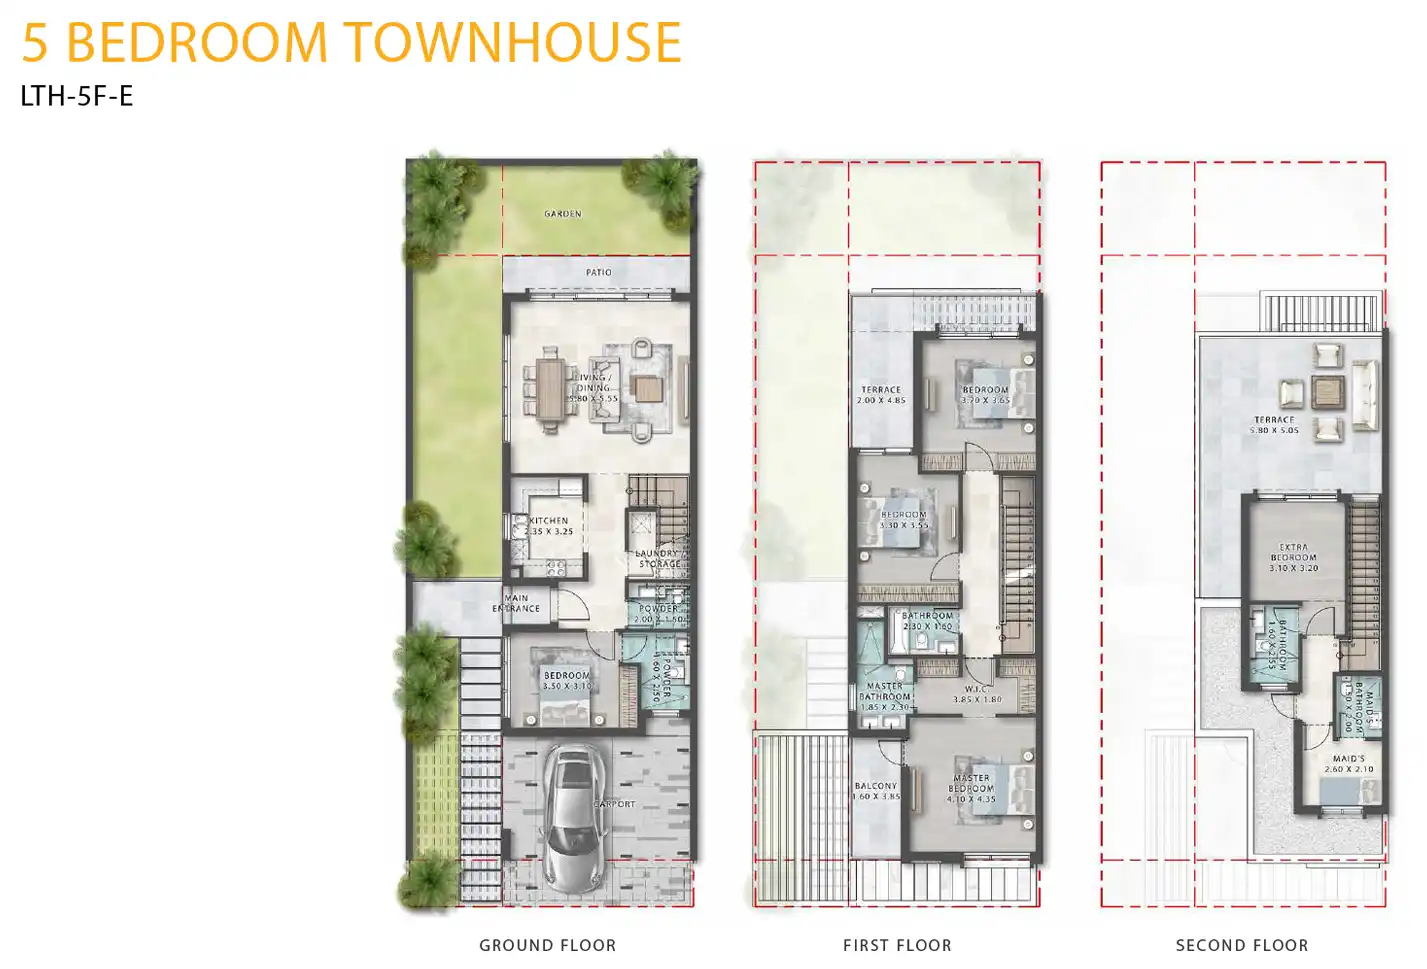 5 BEDROOM TOWNHOUSE
LTH-5F-E
GARDEN
PATIO
LIVING /
DINING
5.80 X 5.55
KITCHEN
2.35 X 3.25
LAUNDRY /
STORAGE
MAIN
ENTRANCE
POWDER
2.00 X 1.50
BEDROOM
3.50 X 3.10
POWDER
1.60 X 2.50
CARPORT
GROUND FLOOR
TERRACE
2.00 X 4.85
BEDROOM
3.70 X 3.65
BEDROOM
3.30 X 3.55
BATHROOM
2.30 X 1.60
MASTER
BATHROOM
1.85 X 2.30
W.I.C.
3.85 X 1.80
BALCONY
1.60 X 3.85
MASTER
BEDROOM
4.10 X 4.35
FIRST FLOOR
TERRACE
5.80 X 5.05
EXTRA
BEDROOM
3.10 X 3.20
BATHROOM
1.60 X 2.55
MAID'S
BATHROOM
1.50 X 2.00
MAID'S
2.60 X 2.10
SECOND FLOOR